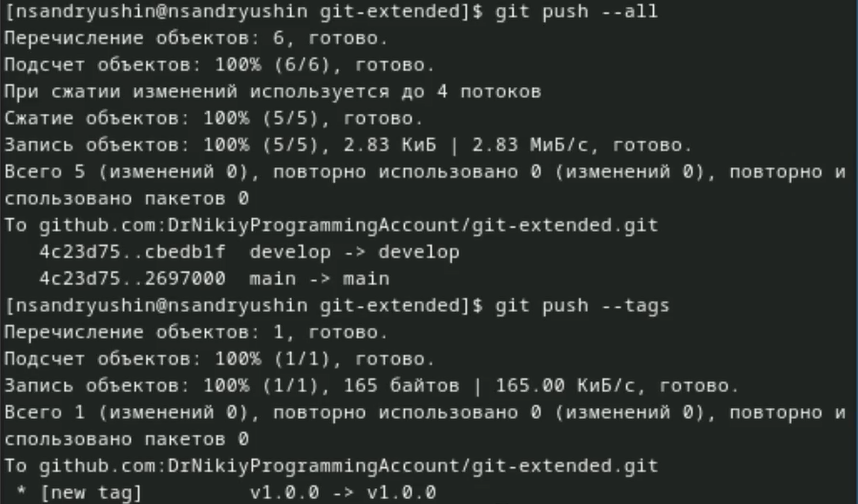 [nsandryushin@nsandryushin git-extended]$ git push --all
Перечисление объектов: 6, готово.
Подсчет объектов: 100% (6/6), готово.
При сжатии изменений используется до 4 потоков
Сжатие объектов: 100% (5/5), готово.
Запись объектов: 100% (5/5), 2.83 КиБ | 2.83 МиБ/с, готово.
Всего 5 (изменений 0), повторно использовано 0 (изменений 0), повторно и
спользовано пакетов 0
To github.com:DrNikiyProgrammingAccount/git-extended.git
   4c23d75..cbedb1f  develop -> develop
   4c23d75..2697000  main -> main
[nsandryushin@nsandryushin git-extended]$ git push --tags
Перечисление объектов: 1, готово.
Подсчет объектов: 100% (1/1), готово.
Запись объектов: 100% (1/1), 165 байтов | 165.00 КиБ/с, готово.
Всего 1 (изменений 0), повторно использовано 0 (изменений 0), повторно и
спользовано пакетов 0
To github.com:DrNikiyProgrammingAccount/git-extended.git
 * [new tag]         v1.0.0 -> v1.0.0